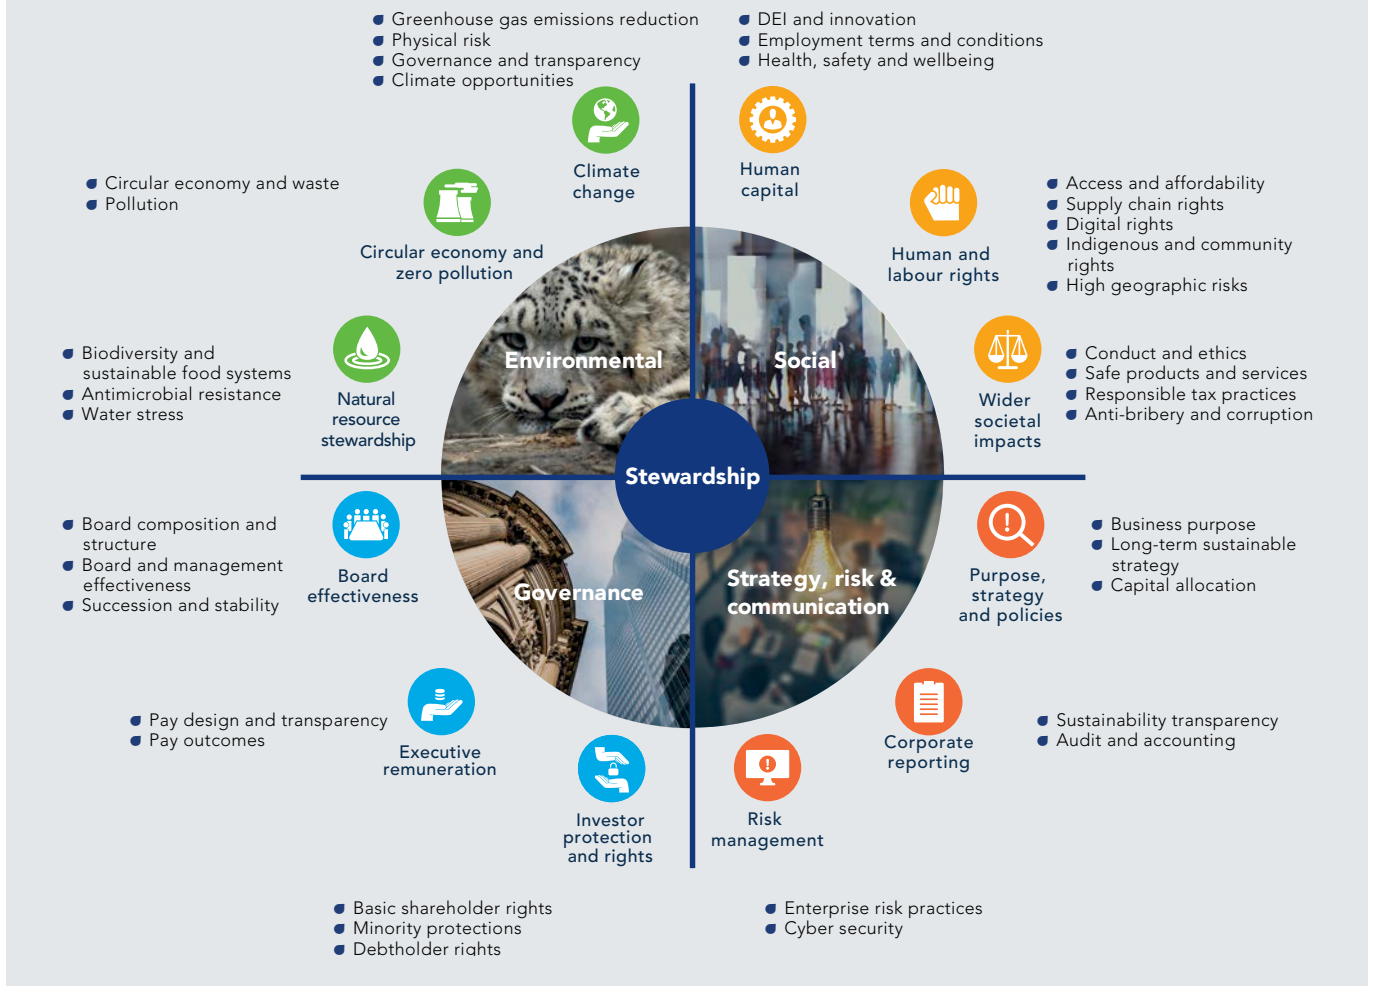 Greenhouse gas emissions reduction
Physical risk
Governance and transparency
Climate opportunities
Climate
change
DEI and innovation
Employment terms and conditions
Health, safety and wellbeing
Human
capital
Circular economy and waste
Pollution
Circular economy and
zero pollution
Human and
labour rights
Access and affordability
Supply chain rights
Digital rights
Indigenous and community
rights
High geographic risks
Biodiversity and
sustainable food systems
Antimicrobial resistance
Water stress
Natural
resource
stewardship
Environmental
Social
Wider
societal
impacts
Conduct and ethics
Safe products and services
Responsible tax practices
Anti-bribery and corruption
Stewardship
Board composition and
structure
Board and management
effectiveness
Succession and stability
Board
effectiveness
Governance
Strategy, risk &
communication
Purpose,
strategy
and policies
Business purpose
Long-term sustainable
strategy
Capital allocation
Pay design and transparency
Pay outcomes
Executive
remuneration
Investor
protection
and rights
Risk
management
Corporate
reporting
Sustainability transparency
Audit and accounting
Basic shareholder rights
Minority protections
Debtholder rights
Enterprise risk practices
Cyber security